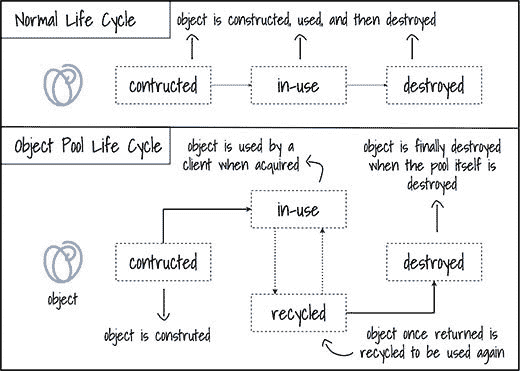 Normal Life Cycle
object is constructed, used, and then destroyed
contructed
in-use
destroyed
Object Pool Life Cycle
object is used by a
client when acquired
object is finally destroyed
when the pool itself is
destroyed
in-use
contructed
destroyed
object
recycled
object is construted
object once returned is
recycled to be used again